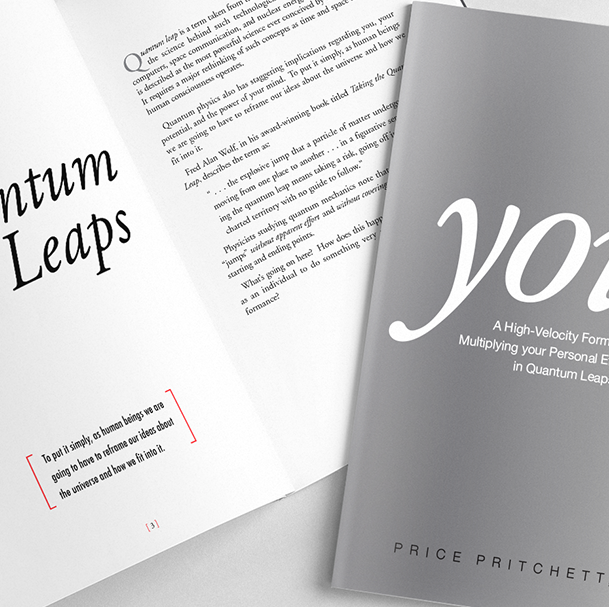 ntum
Leaps
To put it simply, as human beings we are
going to have to reframe our ideas about
the universe and how we fit into it.
[ 3 ]
Quantum leap is a term taken from
the science behind such technologi
computers, space communication, and nuclear energy
is described as the most powerful science ever conceived by
It requires a major rethinking of such concepts as time and space
human consciousness operates.
Quantum physics also has staggering implications regarding you, your
potential, and the power of your mind. To put it simply, as human beings
we are going to have to reframe our ideas about the universe and how we
fit into it.
Fred Alan Wolf, in his award-winning book titled Taking the Quan
Leap, describes the term as:
“ . . . the explosive jump that a particle of matter underg
moving from one place to another . . . in a figurative sen
ing the quantum leap means taking a risk, going off in
charted territory with no guide to follow.”
Physicists studying quantum mechanics note tha
“jumps” without apparent effort and without covering
starting and ending points.
What's going on here? How does this happ
as an individual to do something very
formance?
you
A High-Velocity Form
Multiplying your Personal E
in Quantum Leaps
PRICE PRITCHETT,